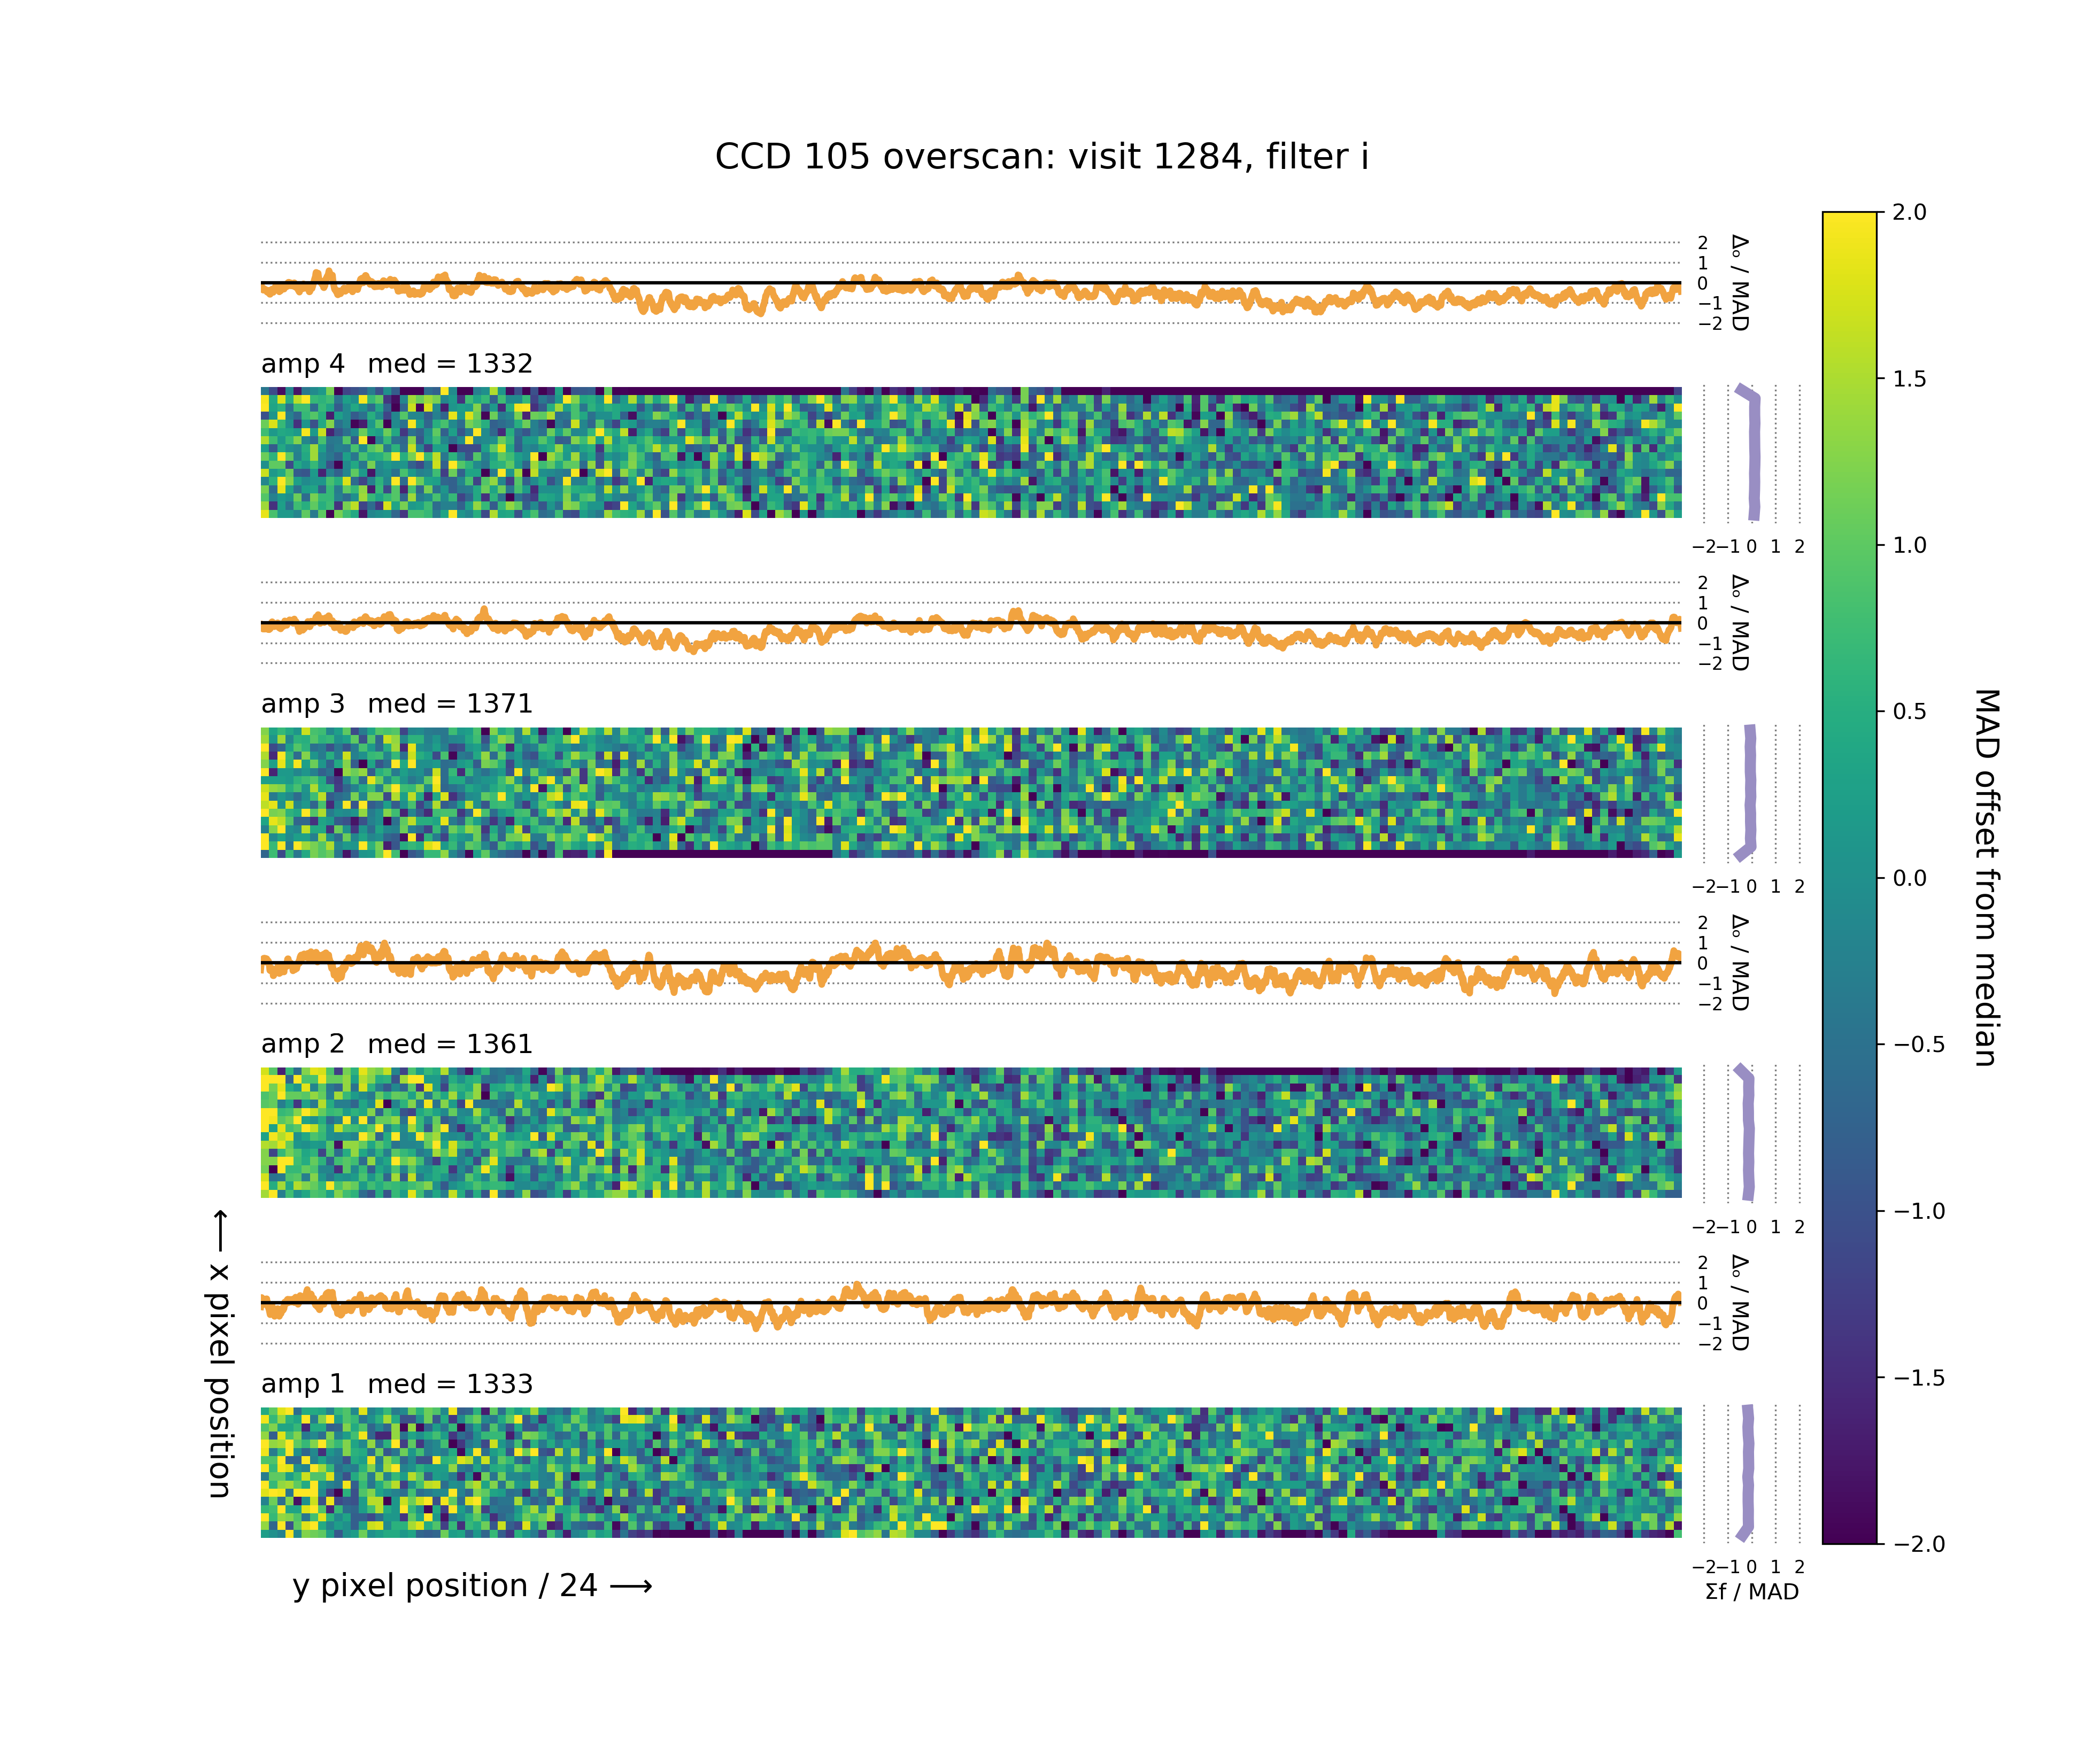 CCD 105 overscan: visit 1284, filter i
2
1
0
−1
−2
Δₒ / MAD
amp 4 med = 1332
−2 −1 0 1 2
2
1
0
−1
−2
Δₒ / MAD
amp 3 med = 1371
−2 −1 0 1 2
2
1
0
−1
−2
Δₒ / MAD
amp 2 med = 1361
−2 −1 0 1 2
2
1
0
−1
−2
Δₒ / MAD
amp 1 med = 1333
−2 −1 0 1 2
Σf / MAD
y pixel position / 24 ⟶
⟵ x pixel position
2.0
1.5
1.0
0.5
0.0
−0.5
−1.0
−1.5
−2.0
MAD offset from median